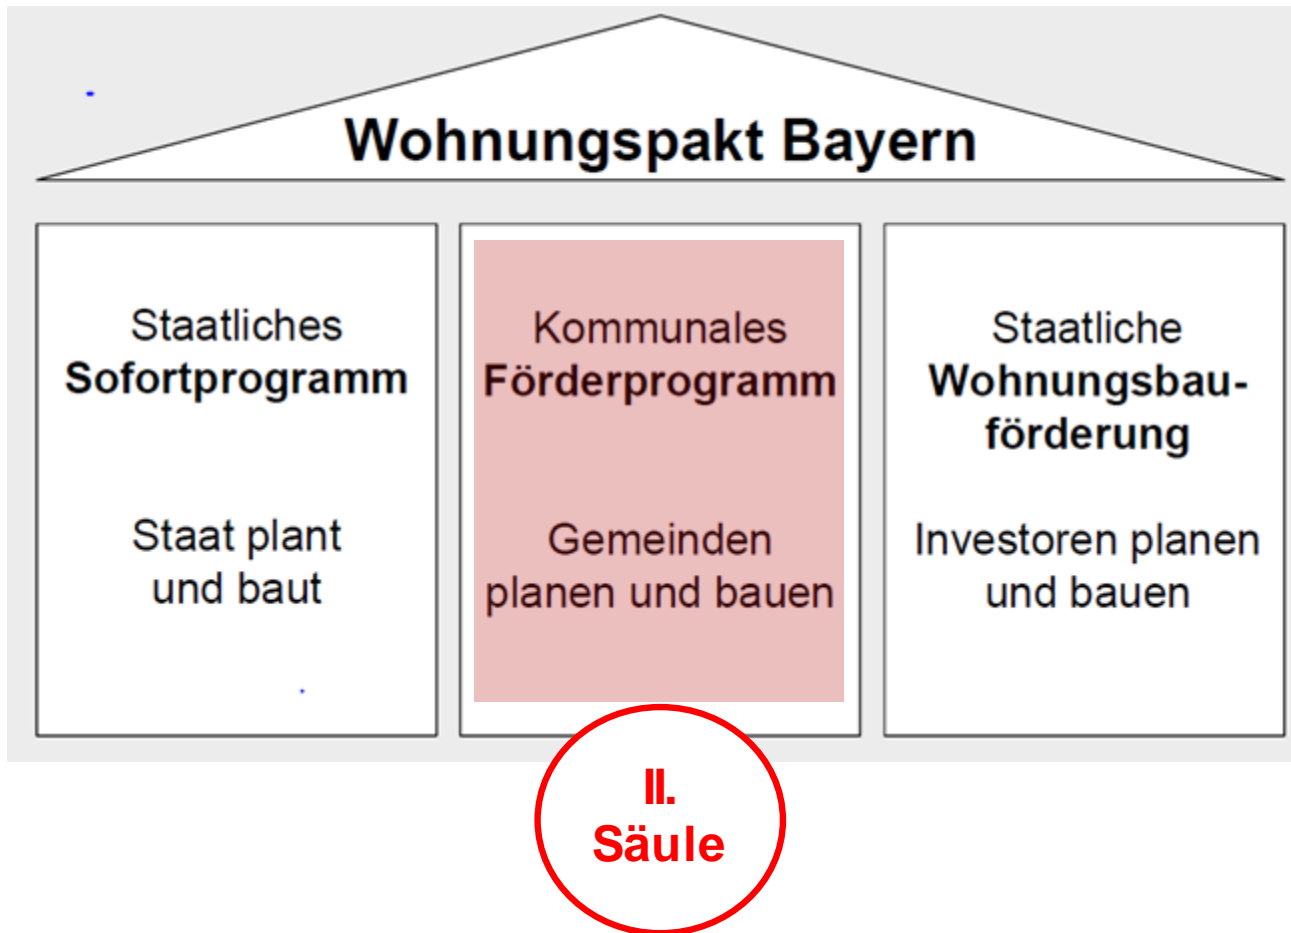 Wohnungspakt Bayern
Staatliches
Sofortprogramm
Staat plant
und baut
Kommunales
Förderprogramm
Gemeinden
planen und bauen
Staatliche
Wohnungsbau-
förderung
Investoren planen
und bauen
II.
Säule